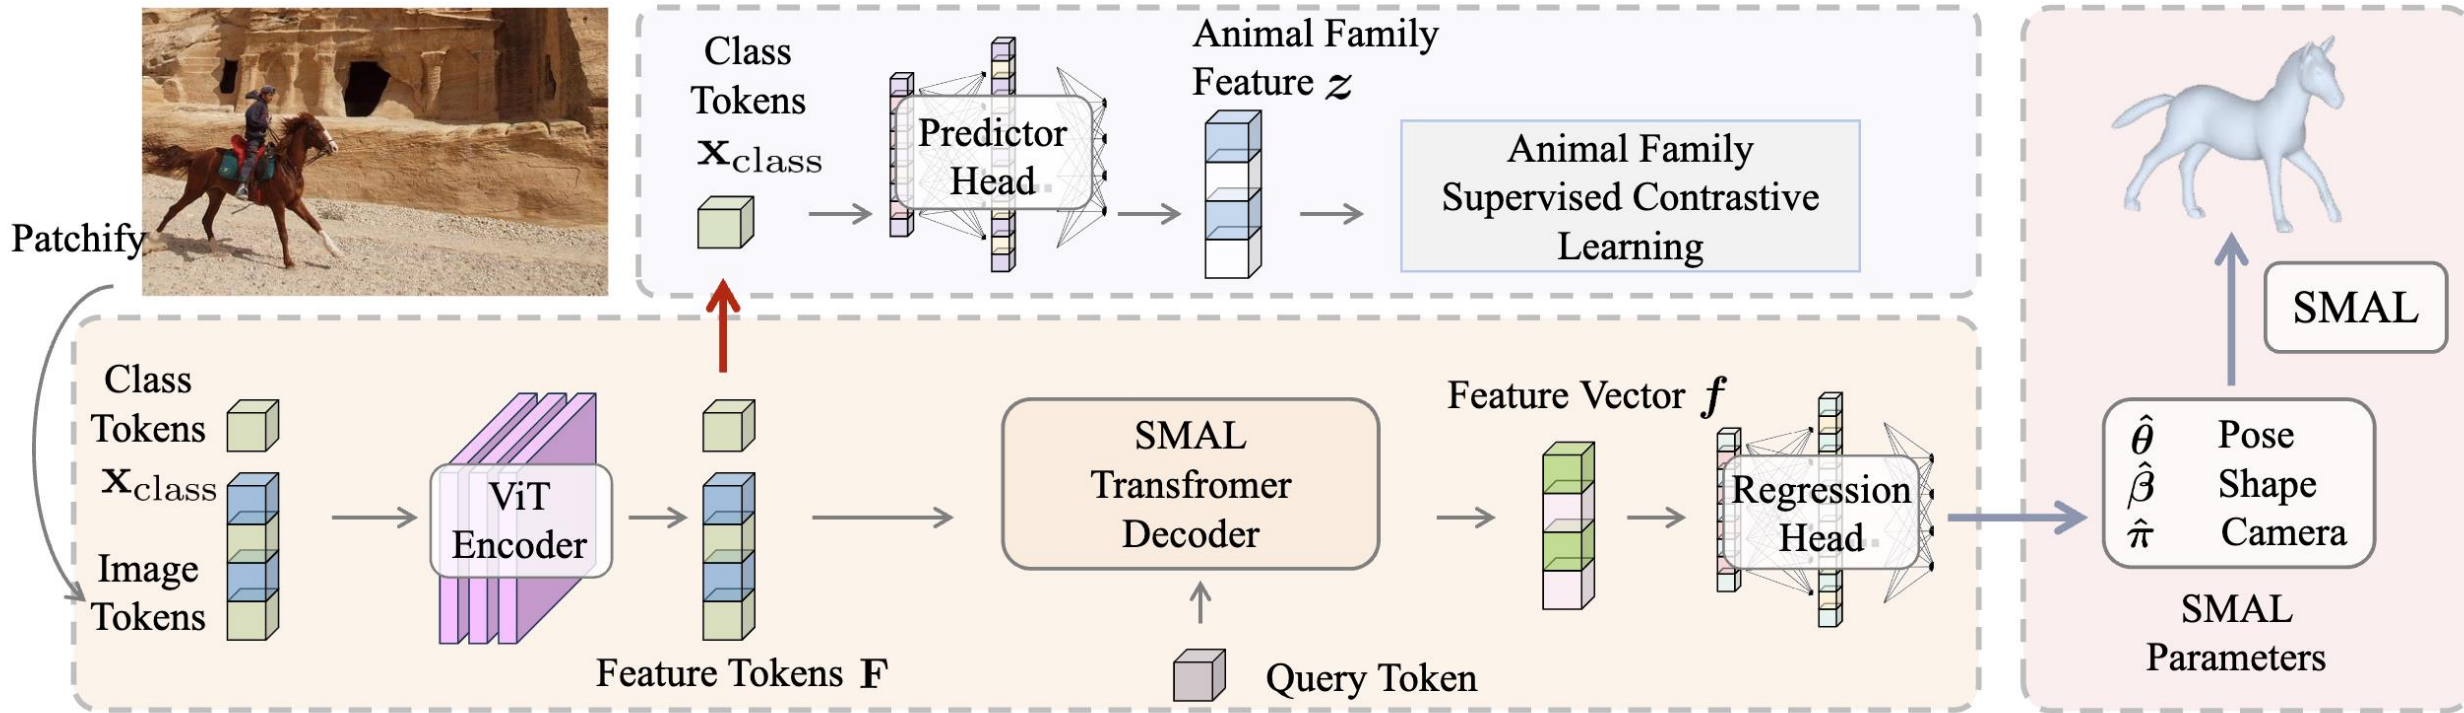 Patchify
Class
Tokens
𝐱class
Predictor
Head
Animal Family
Feature 𝒛
Animal Family
Supervised Contrastive
Learning
Class
Tokens
𝐱class
Image
Tokens
ViT
Encoder
Feature Tokens 𝐅
SMAL
Transfromer
Decoder
Query Token
Feature Vector 𝒇
Regression
Head
SMAL
θ̂ Pose
β̂ Shape
π̂ Camera
SMAL
Parameters